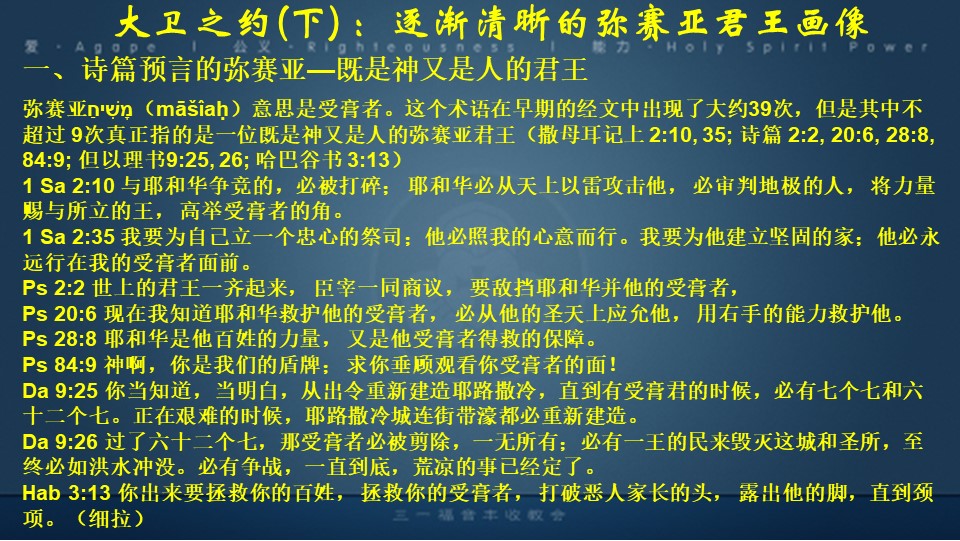 大卫之约(下)：逐渐清晰的弥赛亚君王画像
爱 · Agape | 公义 · Righteousness | 能力 · Holy Spirit Power
一、诗篇预言的弥赛亚—既是神又是人的君王
弥赛亚מָשִׁיחַ（māšîaḥ）意思是受膏者。这个术语在早期的经文中出现了大约39次，但是其中不
超过 9次真正指的是一位既是神又是人的弥赛亚君王（撒母耳记上 2:10, 35; 诗篇 2:2, 20:6, 28:8,
84:9; 但以理书9:25, 26; 哈巴谷书 3:13）
1 Sa 2:10 与耶和华争竞的，必被打碎； 耶和华必从天上以雷攻击他， 必审判地极的人， 将力量
赐与所立的王， 高举受膏者的角。
1 Sa 2:35 我要为自己立一个忠心的祭司；他必照我的心意而行。我要为他建立坚固的家；他必永
远行在我的受膏者面前。
Ps 2:2 世上的君王一齐起来， 臣宰一同商议， 要敌挡耶和华并他的受膏者，
Ps 20:6 现在我知道耶和华救护他的受膏者， 必从他的圣天上应允他， 用右手的能力救护他。
Ps 28:8 耶和华是他百姓的力量， 又是他受膏者得救的保障。
Ps 84:9 神啊，你是我们的盾牌； 求你垂顾观看你受膏者的面！
Da 9:25 你当知道，当明白，从出令重新建造耶路撒冷，直到有受膏君的时候，必有七个七和六
十二个七。正在艰难的时候，耶路撒冷城连街带濠都必重新建造。
Da 9:26 过了六十二个七，那受膏者必被剪除，一无所有；必有一王的民来毁灭这城和圣所，至
终必如洪水冲没。必有争战，一直到底，荒凉的事已经定了。
Hab 3:13 你出来要拯救你的百姓， 拯救你的受膏者， 打破恶人家长的头， 露出他的脚，直到颈
项。（细拉）
三一福音丰收教会